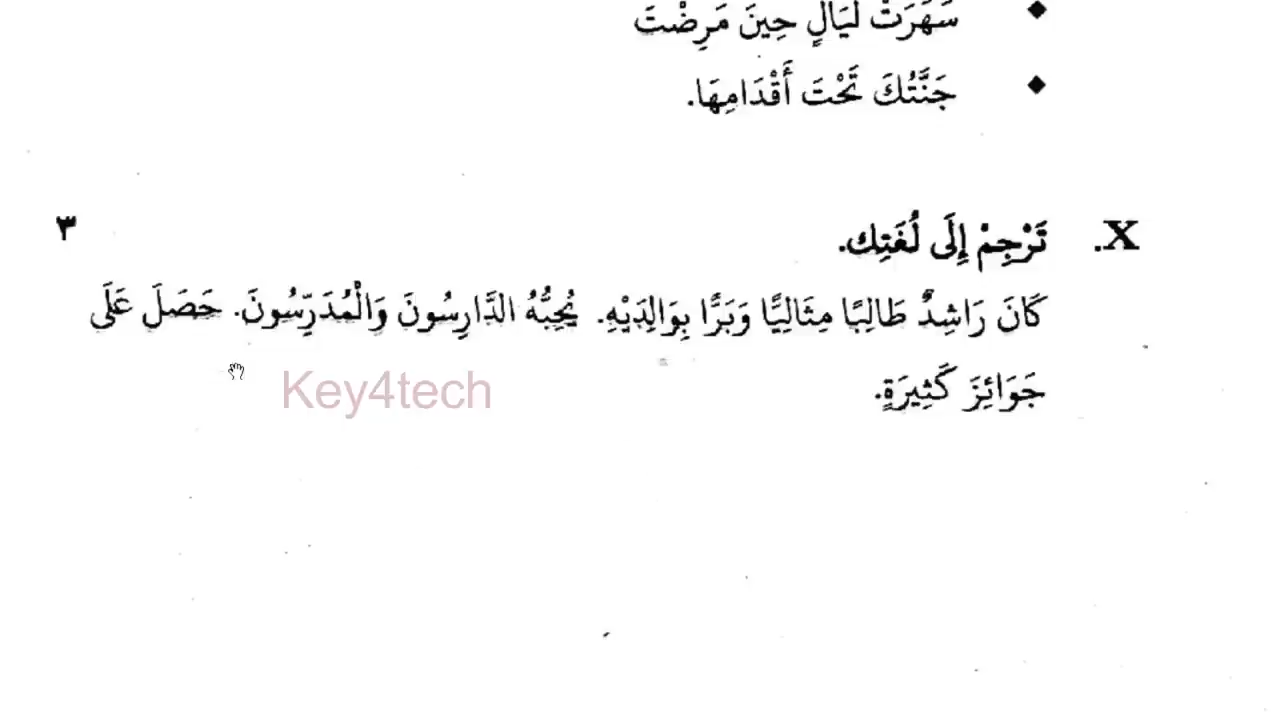 ◆ سَهَرَتْ لَيَالٍ حِينَ مَرِضْتَ
◆ جَنَّتُكَ تَحْتَ أَقْدَامِهَا.
X. تَرْجِمْ إِلَى لُغَتِك. ٣
كَانَ رَاشِدٌ طَالِبًا مِثَالِيًّا وَبَرًّا بِوَالِدَيْهِ. يُحِبُّهُ الدَّارِسُونَ وَالْمُدَرِّسُونَ. حَصَلَ عَلَى
جَوَائِزَ كَثِيرَةٍ.
Key4tech